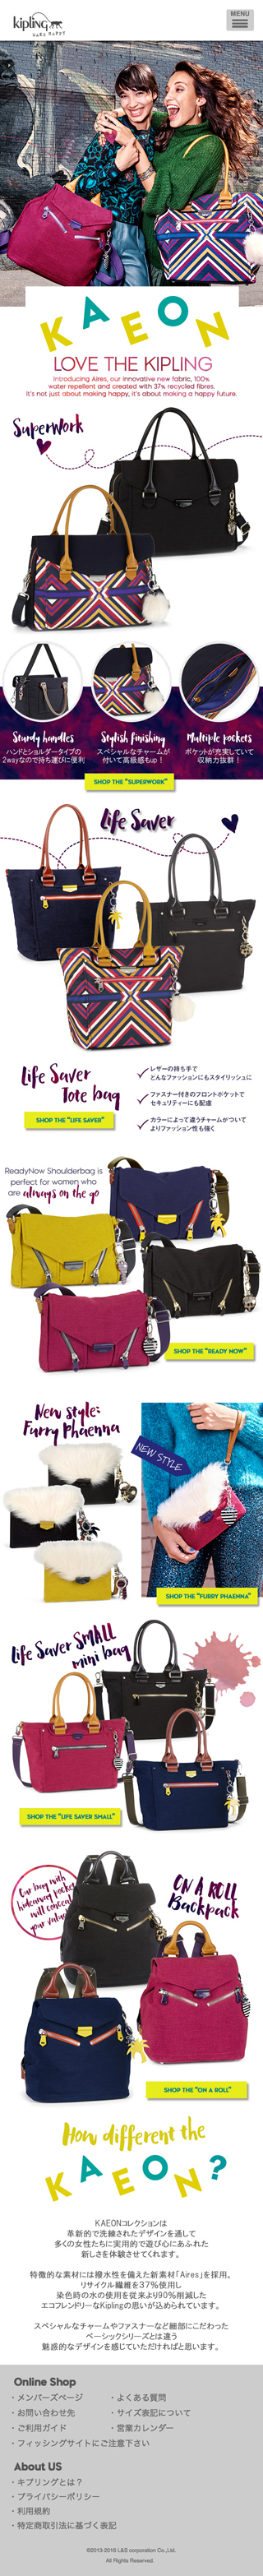 kipling
MAKE HAPPY
MENU
KAEON
LOVE THE KIPLING
Introducing Aires, our innovative new fabric, 100%
water repellent and created with 37% recycled fibres.
It's not just about making happy, it's about making a happy future.
Superwork
Sturdy handles
ハンドとショルダータイプの
2wayなので持ち運びに便利
Stylish finishing
スペシャルなチャームが
付いて高級感もup！
Multiple pockets
ポケットが充実していて
収納力抜群！
SHOP THE "SUPERWORK"
Life Saver
Life Saver
Tote bag
SHOP THE "LIFE SAVER"
レザーの持ち手で
どんなファッションにもスタイリッシュに
ファスナー付きのフロントポケットで
セキュリティーにも配慮
カラーによって違うチャームがついて
よりファッション性も強く
ReadyNow Shoulderbag is
perfect for women who
are always on the go
SHOP THE "READY NOW"
New style:
Furry Phaenna
NEW STYLE
SHOP THE "FURRY PHAENNA"
Life Saver SMALL
mini bag
SHOP THE "LIFE SAVER SMALL"
Our bag with
hidden pocket
will conceal
your valuables
ON A ROLL
Backpack
SHOP THE "ON A ROLL"
How different the
KAEON?
KAEONコレクションは
革新的で洗練されたデザインを通して
多くの女性たちに実用的で遊び心にあふれた
新しさを体験させてくれます。
特徴的な素材には撥水性を備えた新素材「Aires」を採用。
リサイクル繊維を37%使用し
染色時の水の使用を従来より90%削減した
エコフレンドリーなKiplingの思いが込められています。
スペシャルなチャームやファスナーなど細部にこだわった
ベーシックシリーズとは違う
魅惑的なデザインを感じていただければと思います。
Online Shop
・メンバーズページ
・よくある質問
・お問い合わせ先
・サイズ表記について
・ご利用ガイド
・営業カレンダー
・フィッシングサイトにご注意下さい
About US
・キプリングとは？
・プライバシーポリシー
・利用規約
・特定商取引法に基づく表記
©2013-2016 L&S corporation Co.,Ltd.
All Rights Reserved.